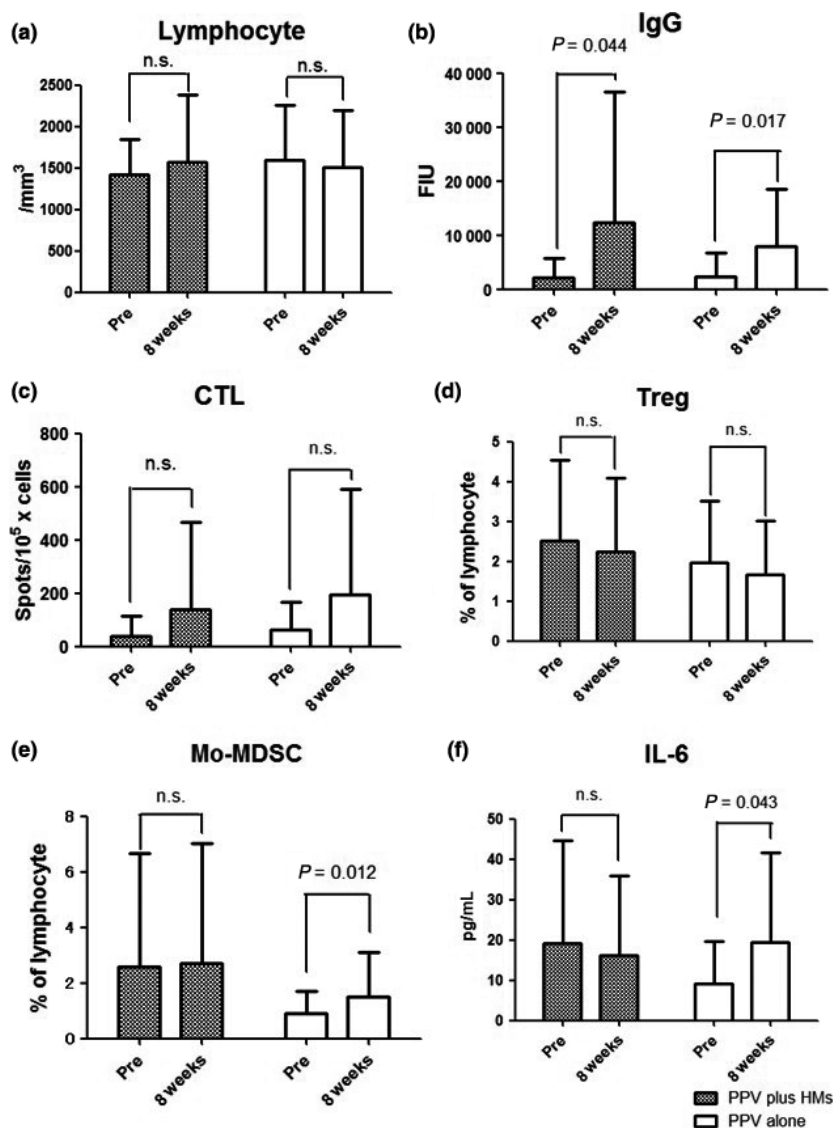 (a) Lymphocyte
n.s. n.s.
2500
2000
1500
1000
500
0
/mm³
Pre 8 weeks Pre 8 weeks
(b) IgG
P = 0.044
P = 0.017
40 000
30 000
20 000
10 000
0
FIU
Pre 8 weeks Pre 8 weeks
(c) CTL
n.s. n.s.
800
600
400
200
0
Spots/10⁵ x cells
Pre 8 weeks Pre 8 weeks
(d) Treg
n.s. n.s.
5
4
3
2
1
0
% of lymphocyte
Pre 8 weeks Pre 8 weeks
(e) Mo-MDSC
n.s.
P = 0.012
8
6
4
2
0
% of lymphocyte
Pre 8 weeks Pre 8 weeks
(f) IL-6
n.s.
P = 0.043
50
40
30
20
10
0
pg/mL
Pre 8 weeks Pre 8 weeks
PPV plus HMs
PPV alone